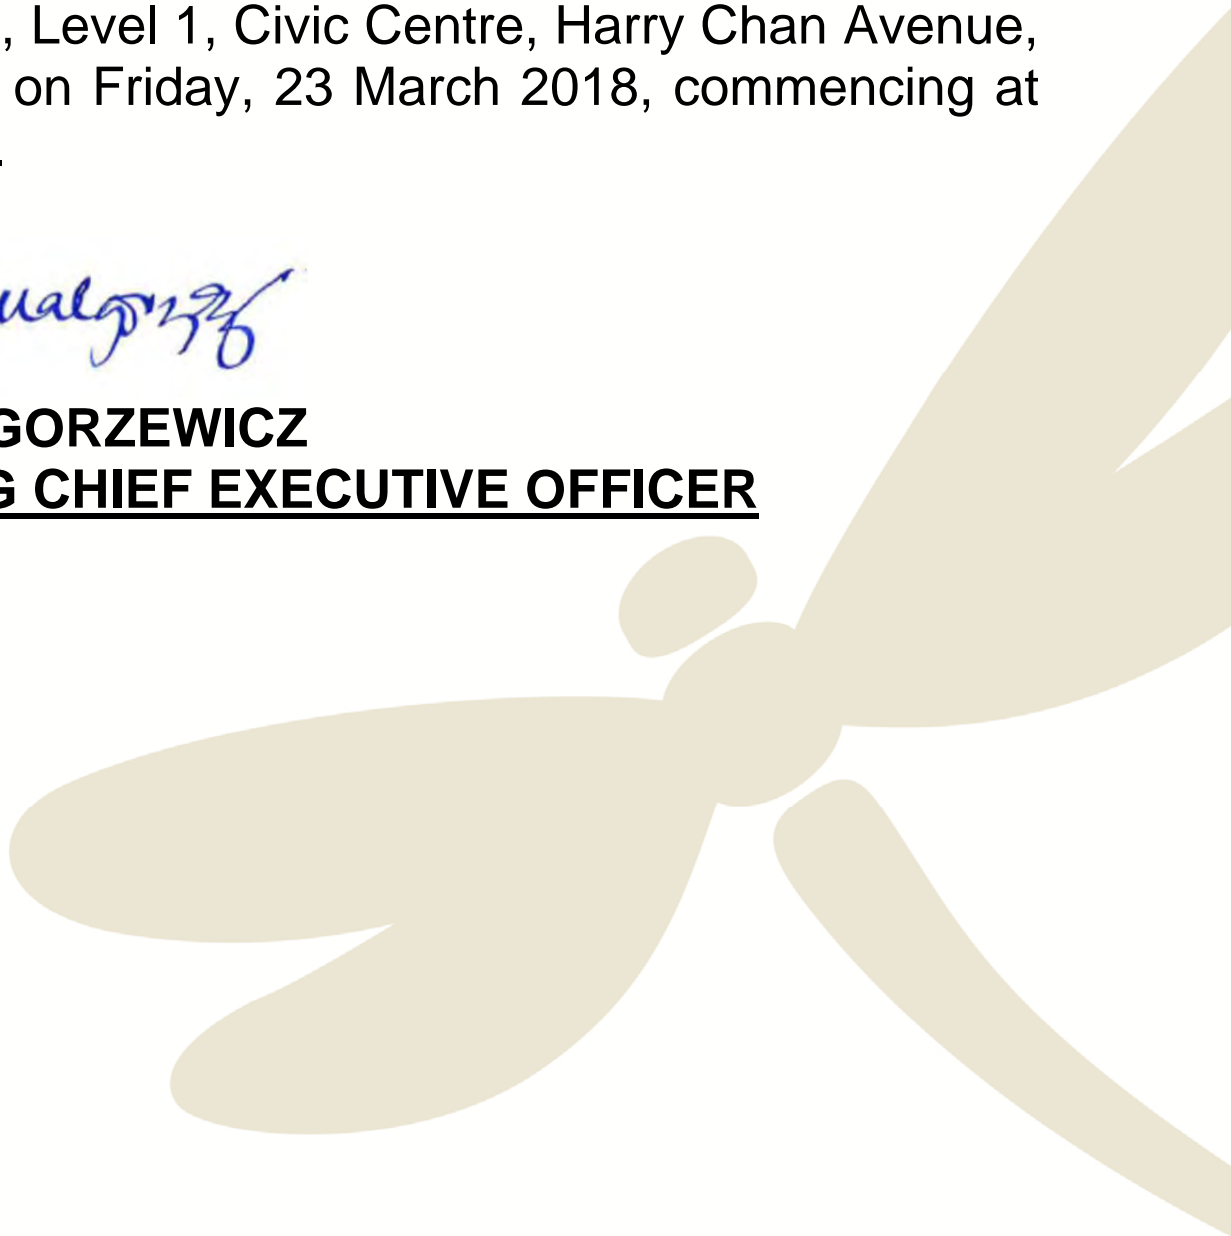 , Level 1, Civic Centre, Harry Chan Avenue,
on Friday, 23 March 2018, commencing at
.
GORZEWICZ
G CHIEF EXECUTIVE OFFICER